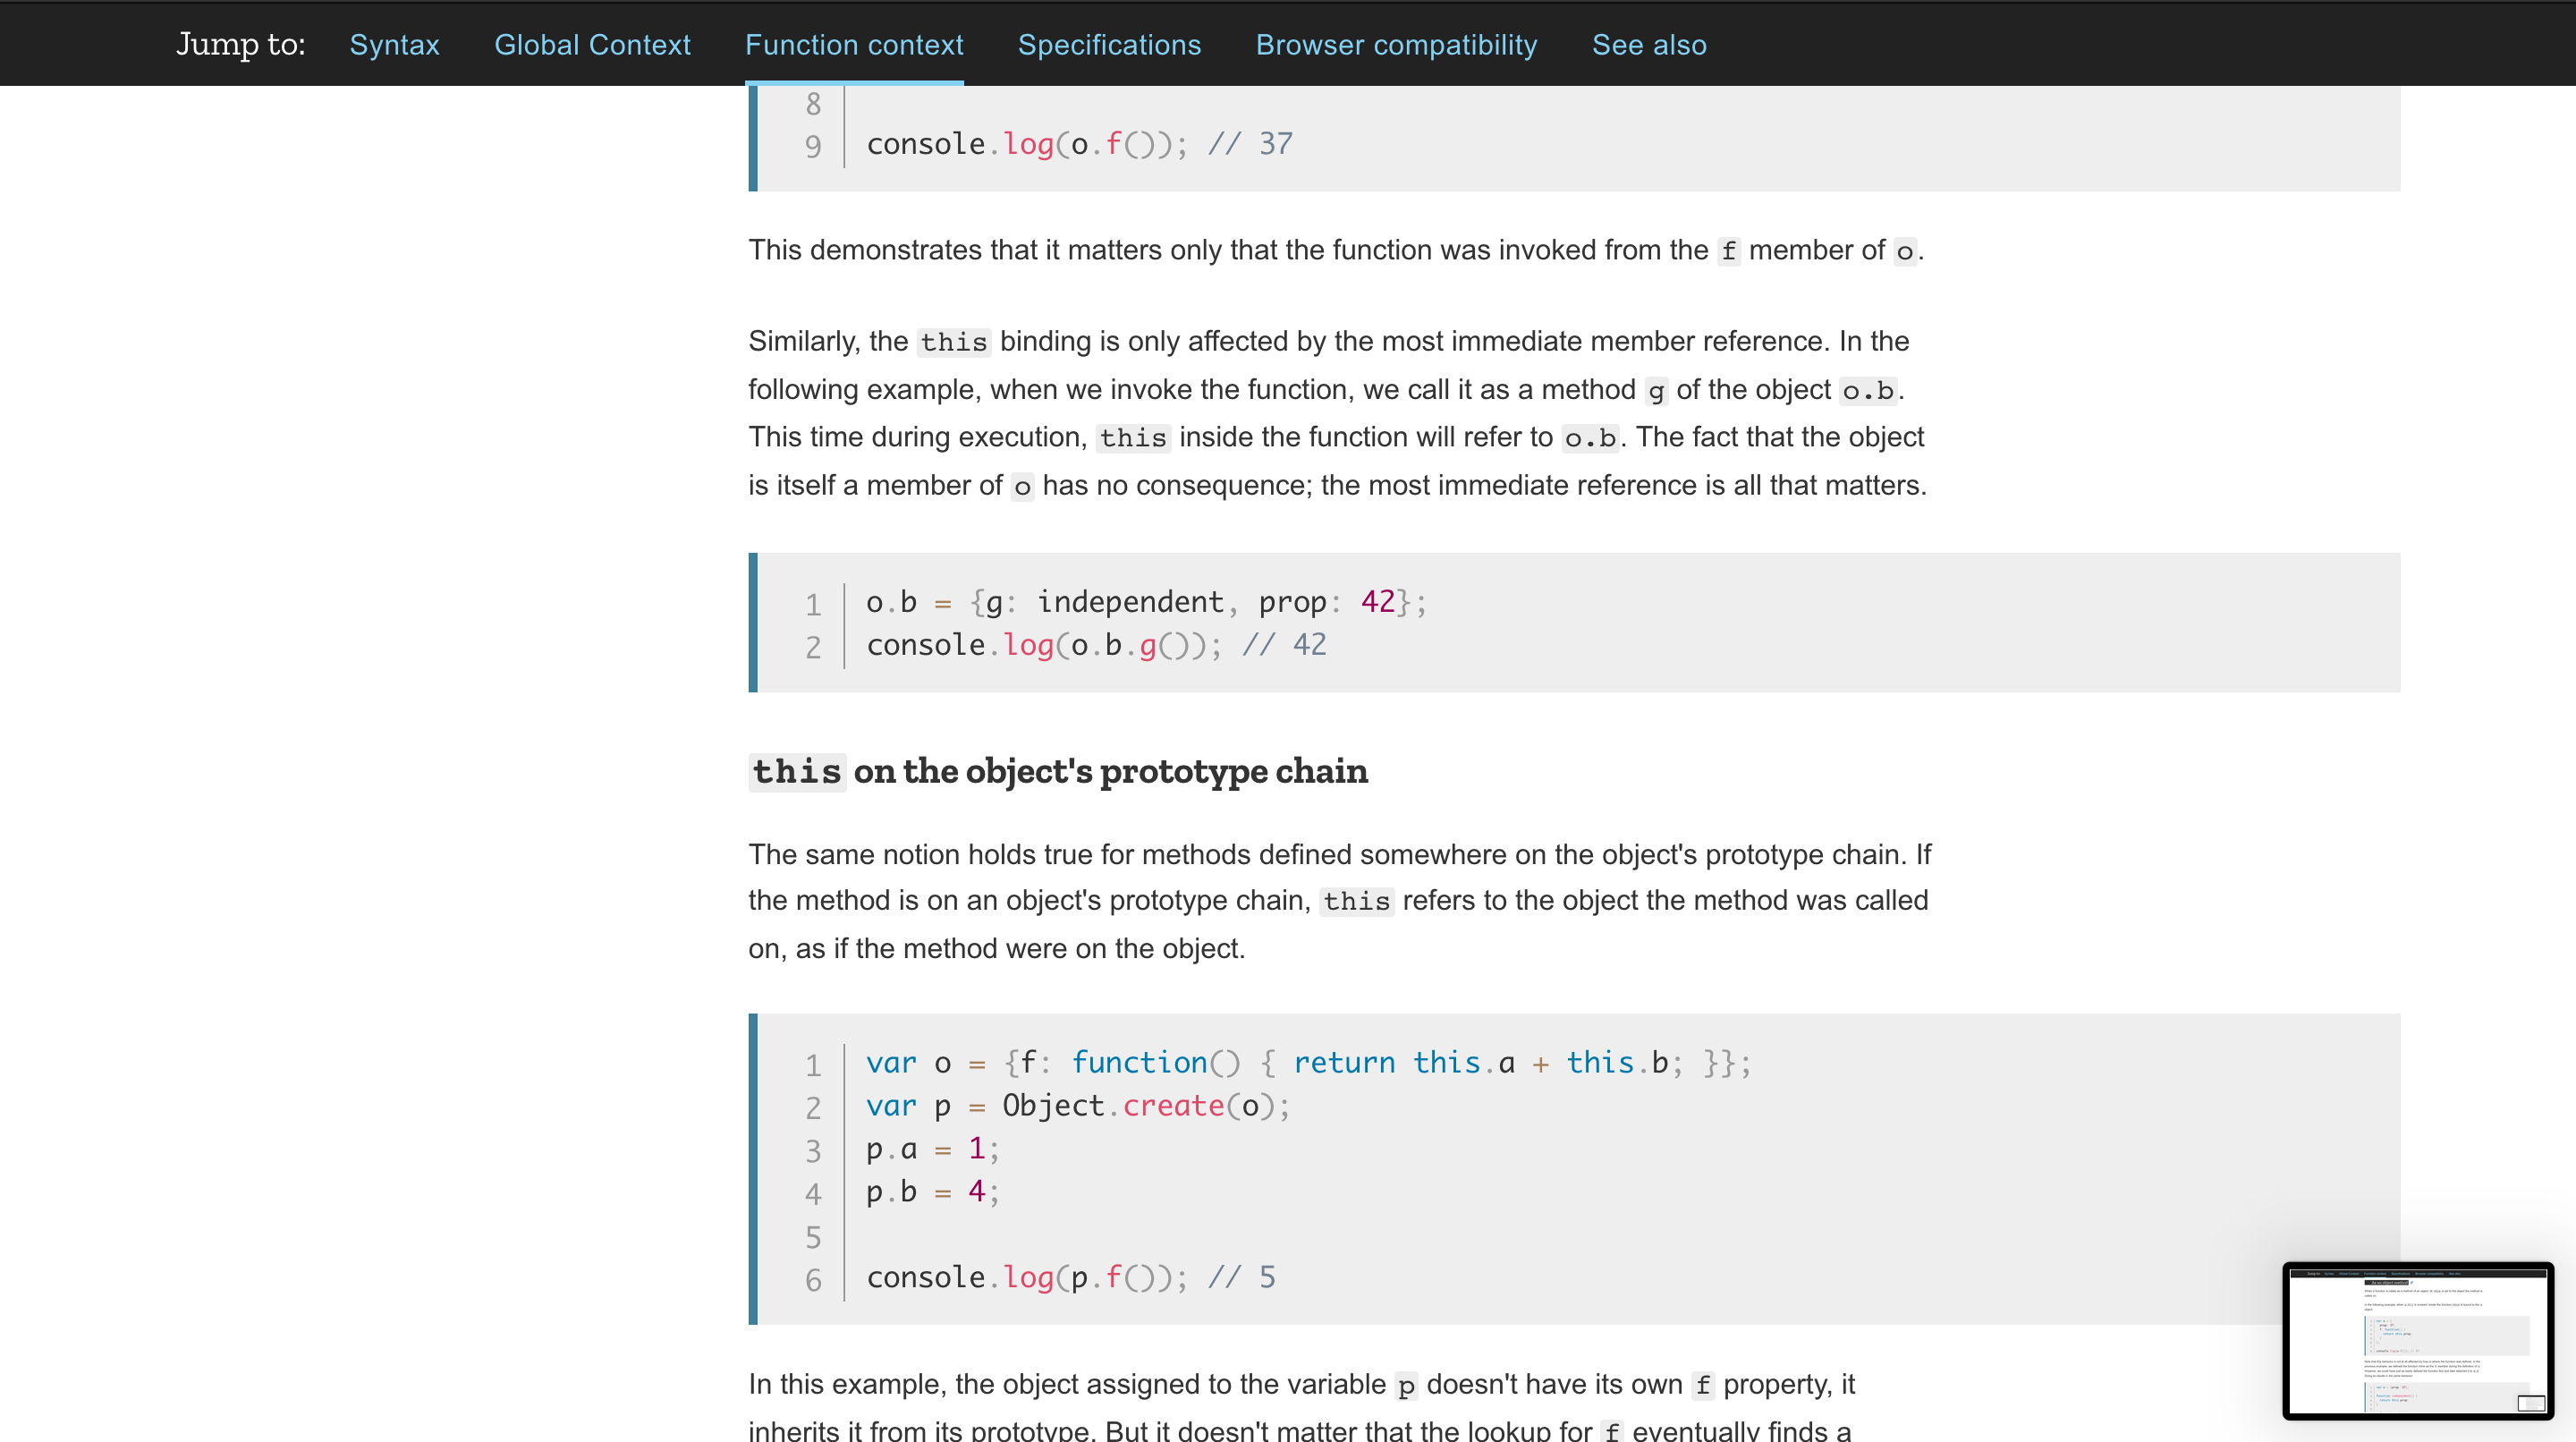 Jump to: Syntax Global Context Function context Specifications Browser compatibility See also
8
9 console.log(o.f()); // 37
This demonstrates that it matters only that the function was invoked from the f member of o.
Similarly, the this binding is only affected by the most immediate member reference. In the
following example, when we invoke the function, we call it as a method g of the object o.b.
This time during execution, this inside the function will refer to o.b. The fact that the object
is itself a member of o has no consequence; the most immediate reference is all that matters.
1 o.b = {g: independent, prop: 42};
2 console.log(o.b.g()); // 42
this on the object's prototype chain
The same notion holds true for methods defined somewhere on the object's prototype chain. If
the method is on an object's prototype chain, this refers to the object the method was called
on, as if the method were on the object.
1 var o = {f: function() { return this.a + this.b; }};
2 var p = Object.create(o);
3 p.a = 1;
4 p.b = 4;
5
6 console.log(p.f()); // 5
In this example, the object assigned to the variable p doesn't have its own f property, it
inherits it from its prototype. But it doesn't matter that the lookup for f eventually finds a